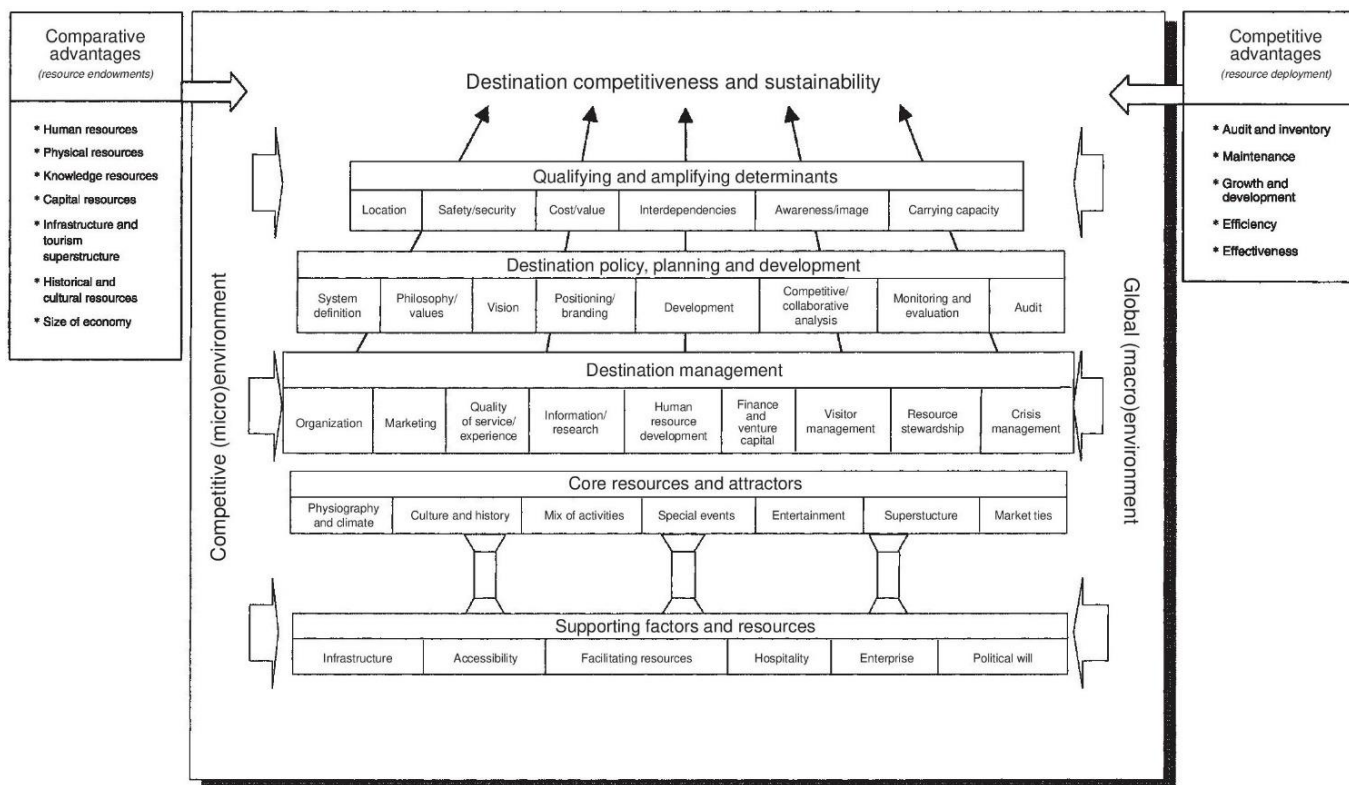 Comparative
advantages
(resource endowments)
* Human resources
* Physical resources
* Knowledge resources
* Capital resources
* Infrastructure and
tourism
superstructure
* Historical and
cultural resources
* Size of economy
Competitive (micro)environment
Destination competitiveness and sustainability
Qualifying and amplifying determinants
Location
Safety/security
Cost/value
Interdependencies
Awareness/image
Carrying capacity
Destination policy, planning and development
System
definition
Philosophy/
values
Vision
Positioning/
branding
Development
Competitive/
collaborative
analysis
Monitoring and
evaluation
Audit
Destination management
Organization
Marketing
Quality
of service/
experience
Information/
research
Human
resource
development
Finance
and
venture
capital
Visitor
management
Resource
stewardship
Crisis
management
Core resources and attractors
Physiography
and climate
Culture and history
Mix of activities
Special events
Entertainment
Superstucture
Market ties
Supporting factors and resources
Infrastructure
Accessibility
Facilitating resources
Hospitality
Enterprise
Political will
Global (macro)environment
Competitive
advantages
(resource deployment)
* Audit and inventory
* Maintenance
* Growth and
development
* Efficiency
* Effectiveness